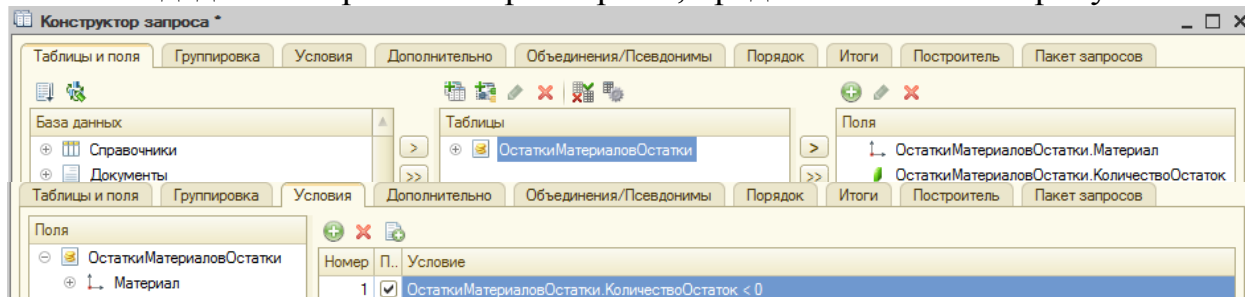 Конструктор запроса *
Таблицы и поля Группировка Условия Дополнительно Объединения/Псевдонимы Порядок Итоги Построитель Пакет запросов
База данных Таблицы Поля
Справочники > ОстаткиМатериаловОстатки > ОстаткиМатериаловОстатки.Материал
Документы >> >> ОстаткиМатериаловОстатки.КоличествоОстаток
Таблицы и поля Группировка Условия Дополнительно Объединения/Псевдонимы Порядок Итоги Построитель Пакет запросов
Поля
ОстаткиМатериаловОстатки Номер П.. Условие
Материал 1 ОстаткиМатериаловОстатки.КоличествоОстаток < 0